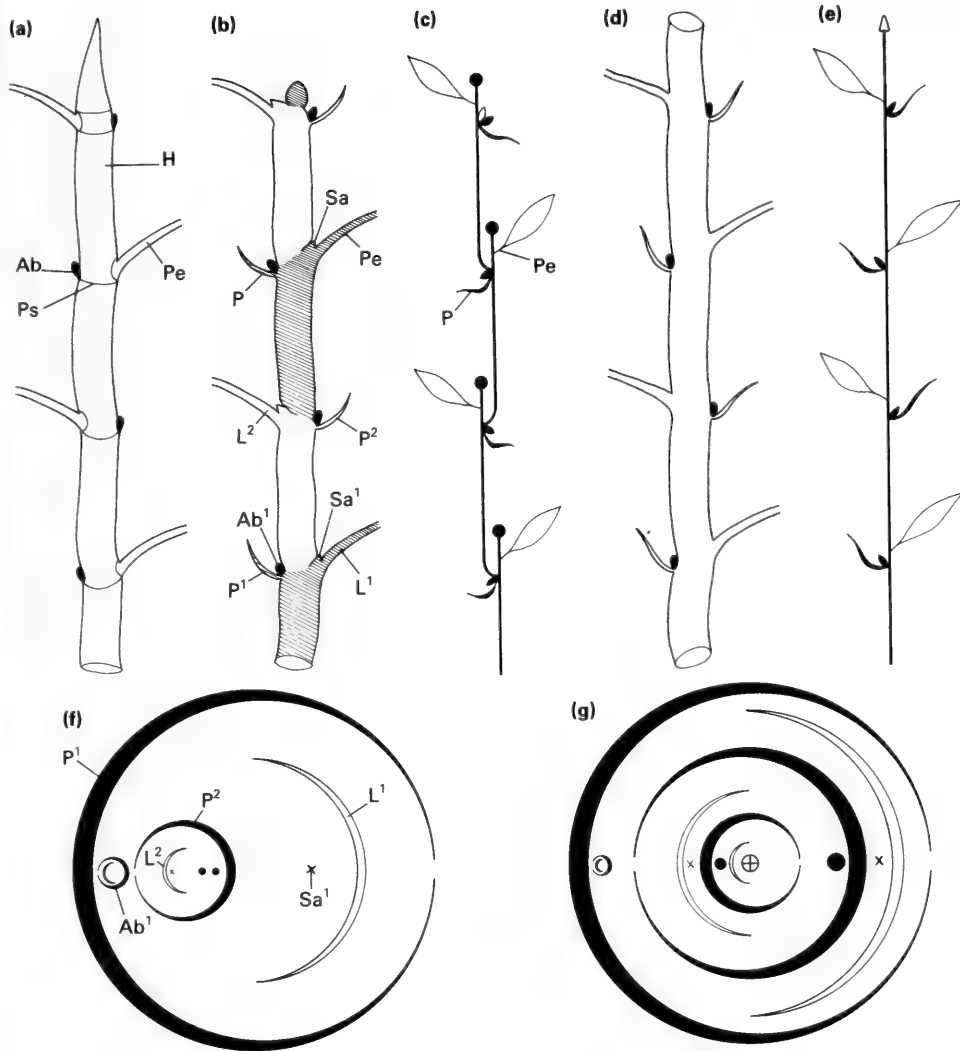 (a)
(b)
(c)
(d)
(e)
H
Sa
Ab
Pe
Pe
Pe
Ps
P
P
L²
P²
Sa¹
Ab¹
P¹
L¹
(f)
(g)
P¹
P²
L¹
L²
Ab¹
Sa¹